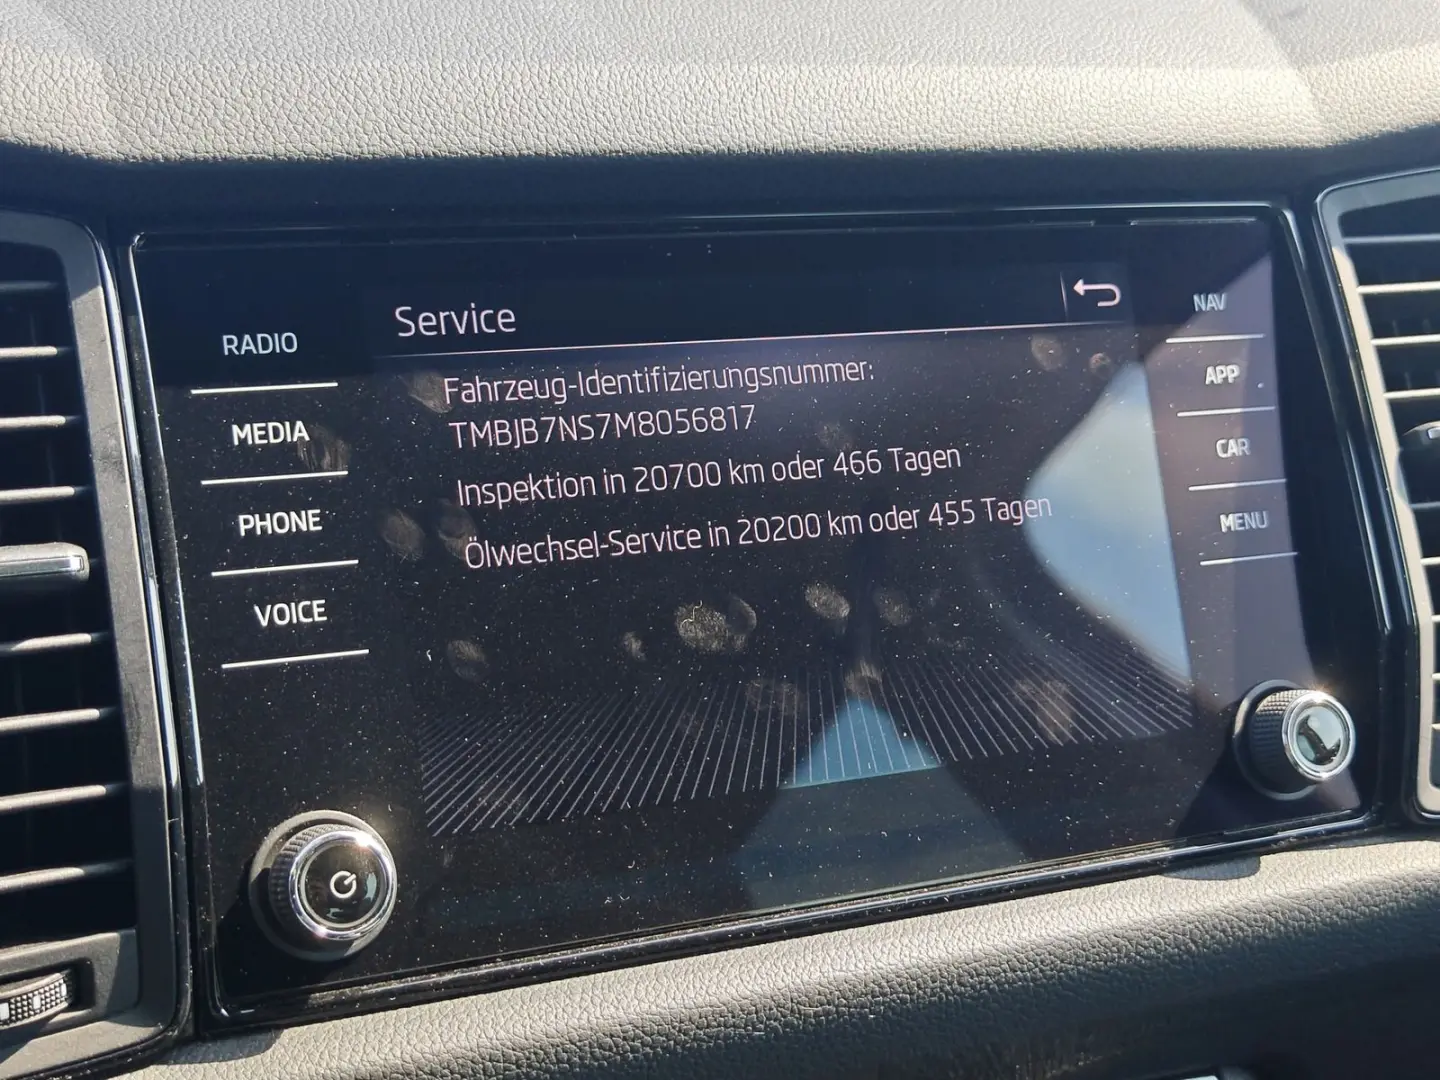 Service
RADIO
MEDIA
PHONE
VOICE
Fahrzeug-Identifizierungsnummer:
TMBJB7NS7M8056817
Inspektion in 20700 km oder 466 Tagen
Ölwechsel-Service in 20200 km oder 455 Tagen
NAV
APP
CAR
MENU